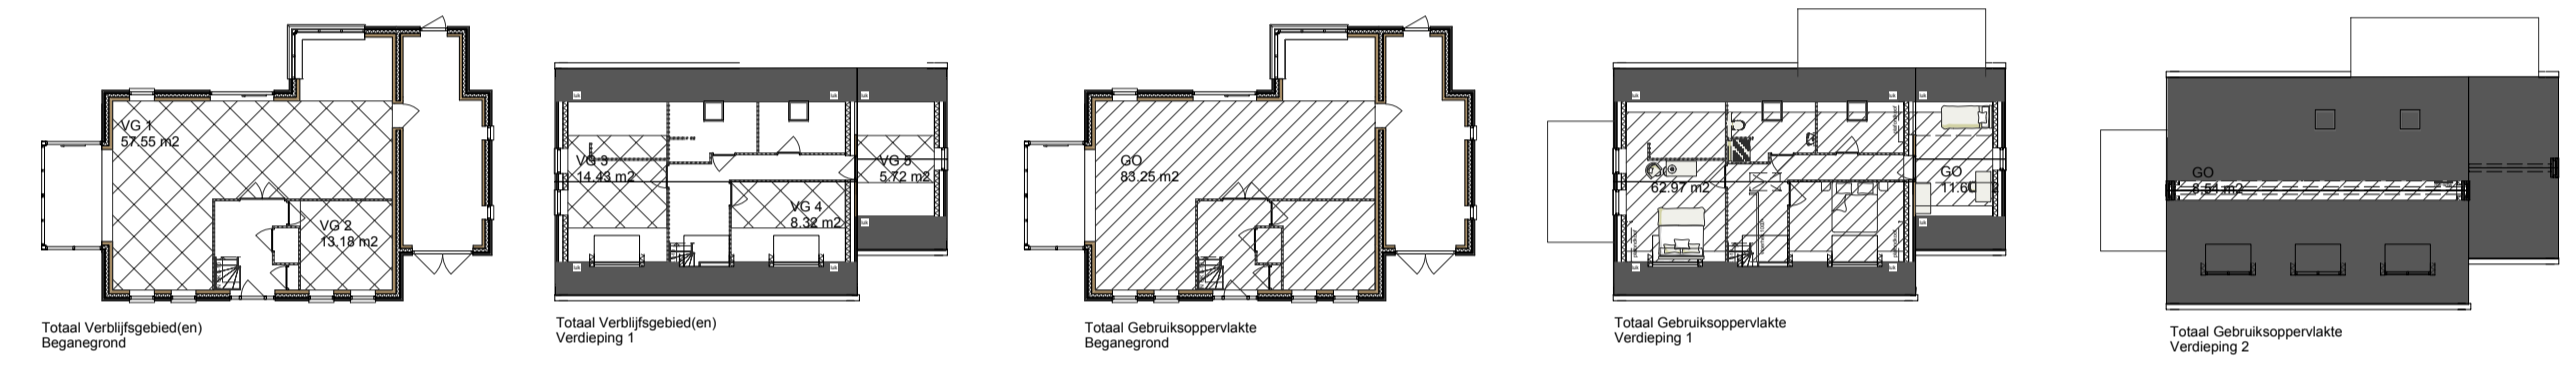 VG 1
57.55 m2
VG 2
13.18 m2
Totaal Verblijfsgebied(en)
Beganegrond
VG 3
14.43 m2
VG 4
8.32 m2
VG 5
5.72 m2
Totaal Verblijfsgebied(en)
Verdieping 1
GO
83.25 m2
Totaal Gebruiksoppervlakte
Beganegrond
62.97 m2
GO
Totaal Gebruiksoppervlakte
Verdieping 1
GO
8.51 m2
Totaal Gebruiksoppervlakte
Verdieping 2